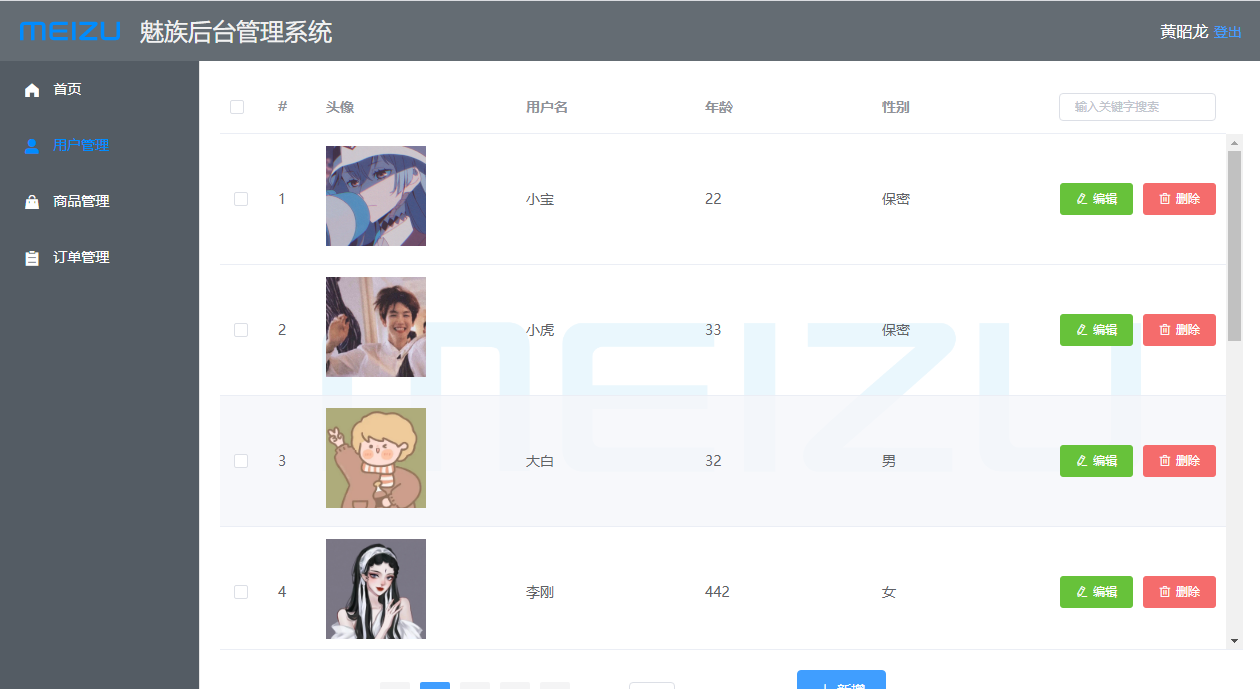 MEIZU 魅族后台管理系统
黄昭龙 登出
首页
用户管理
商品管理
订单管理
# 头像 用户名 年龄 性别 输入关键字搜索
1 小宝 22 保密 编辑 删除
2 小虎 33 保密 编辑 删除
3 大白 32 男 编辑 删除
4 李刚 442 女 编辑 删除
MEIZU
新增